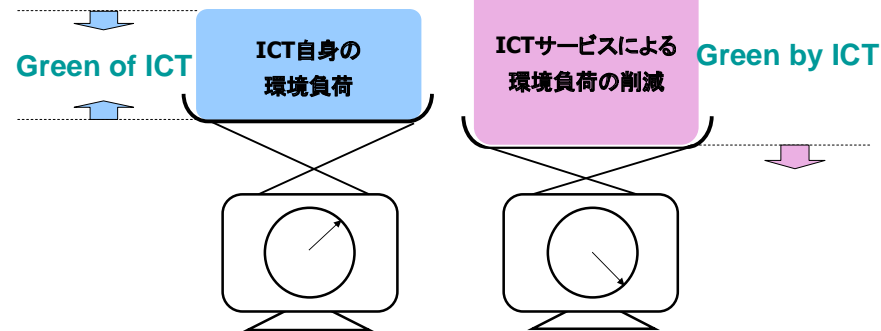 Green of ICT
ICT自身の
環境負荷
ICTサービスによる
環境負荷の削減
Green by ICT